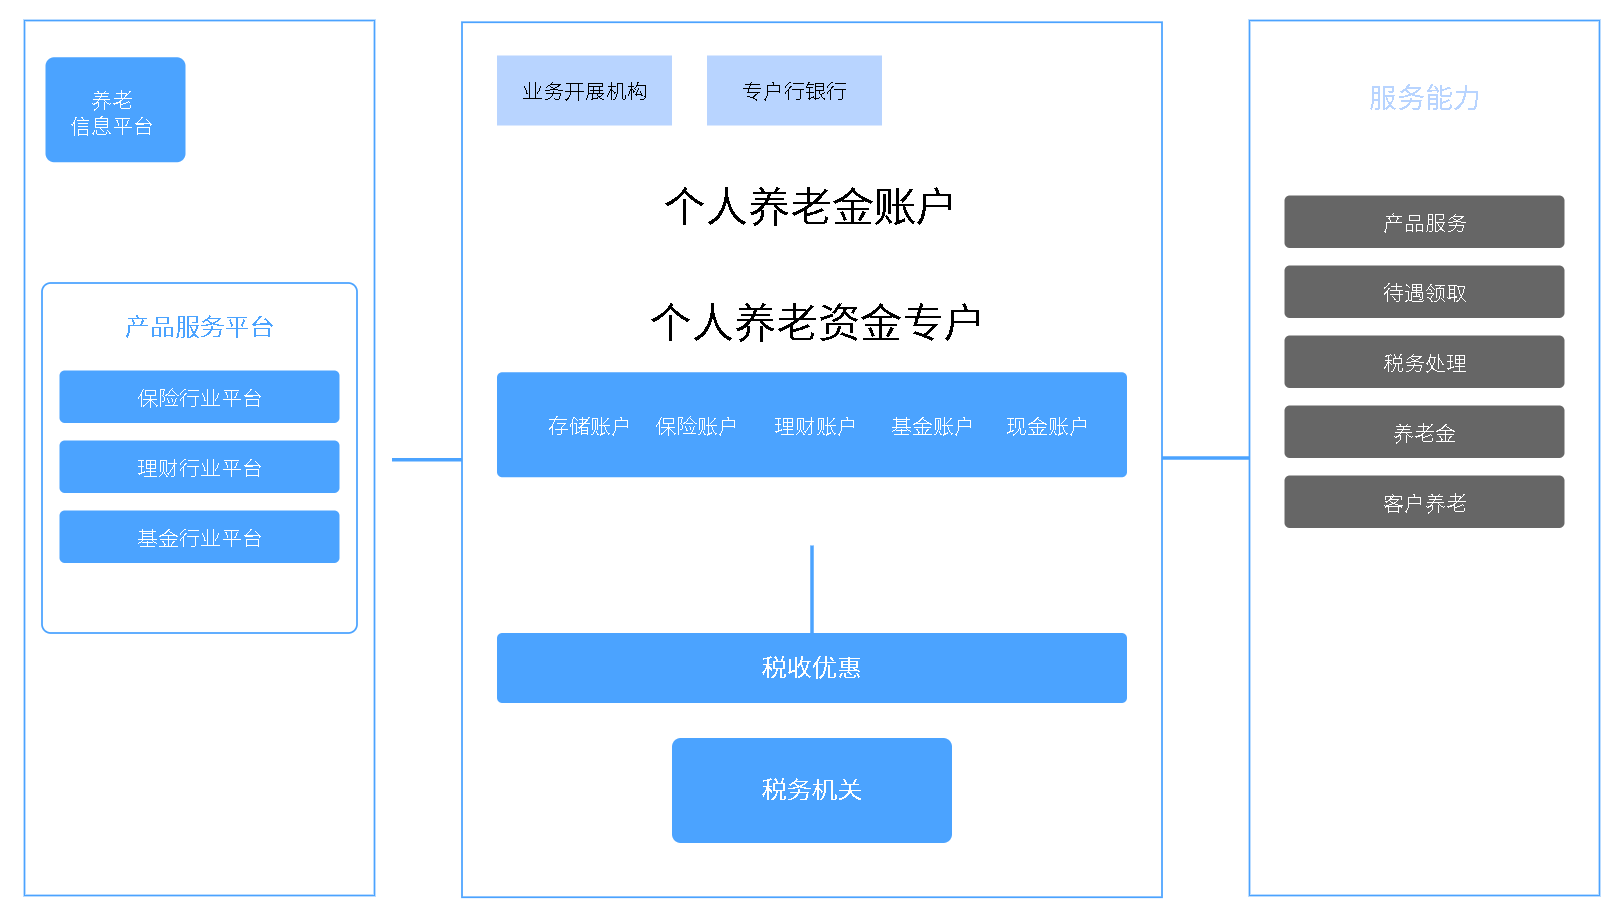 养老
信息平台
产品服务平台
保险行业平台
理财行业平台
基金行业平台
业务开展机构
专户行银行
个人养老金账户
个人养老资金专户
存储账户 保险账户 理财账户 基金账户 现金账户
税收优惠
税务机关
服务能力
产品服务
待遇领取
税务处理
养老金
客户养老